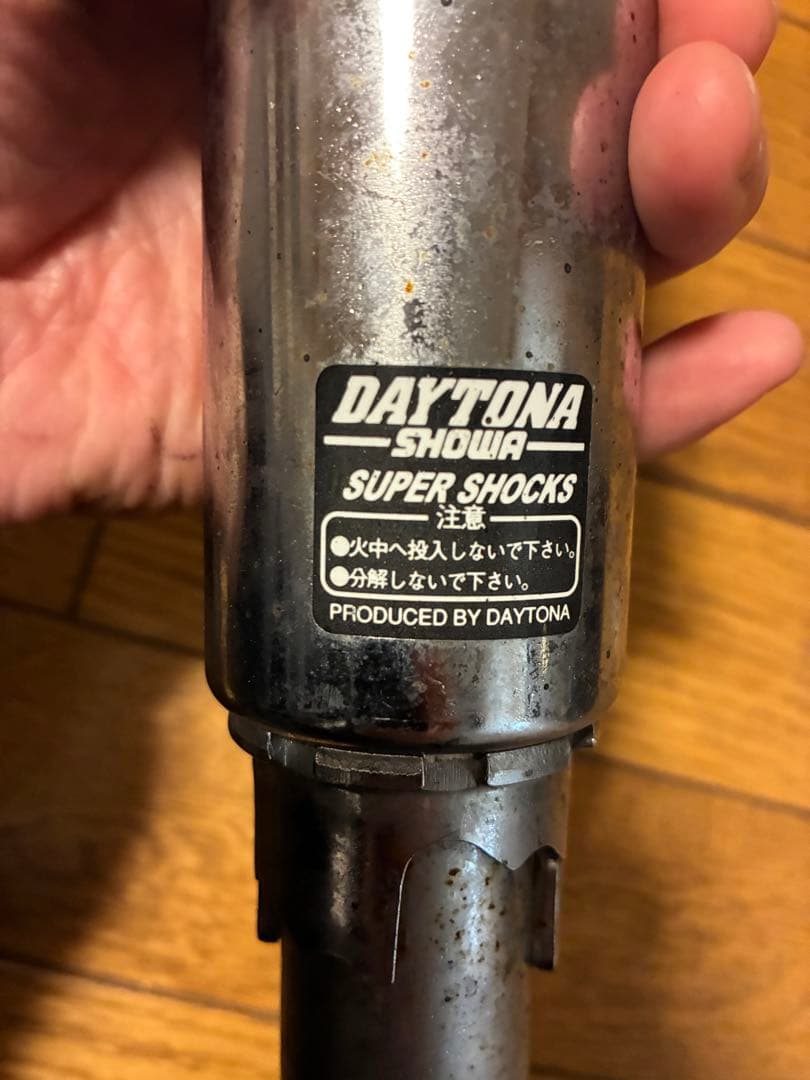 DAYTONA
SHOWA
SUPER SHOCKS
注意
●火中へ投入しないで下さい。
●分解しないで下さい。
PRODUCED BY DAYTONA